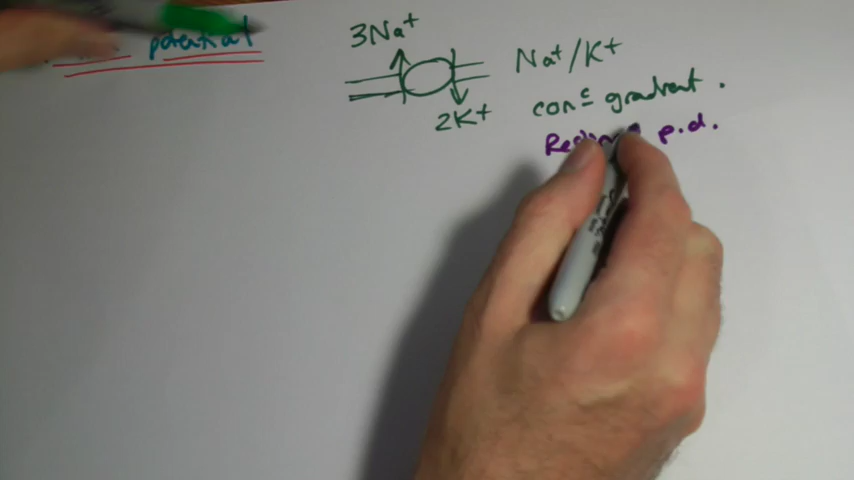 potential
3Na⁺
Na⁺/K⁺
2K⁺
conᶜ gradient.
p.d.